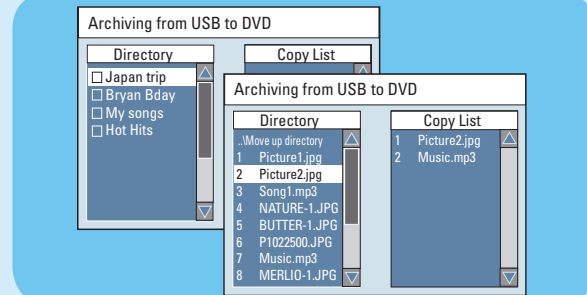 Archiving from USB to DVD
Directory
Copy List
Japan trip
Bryan Bday
My songs
Hot Hits
Archiving from USB to DVD
Directory
Copy List
..\Move up directory
1 Picture1.jpg
2 Picture2.jpg
3 Song1.mp3
4 NATURE-1.JPG
5 BUTTER-1.JPG
6 P1022500.JPG
7 Music.mp3
8 MERLIO-1.JPG
1 Picture2.jpg
2 Music.mp3